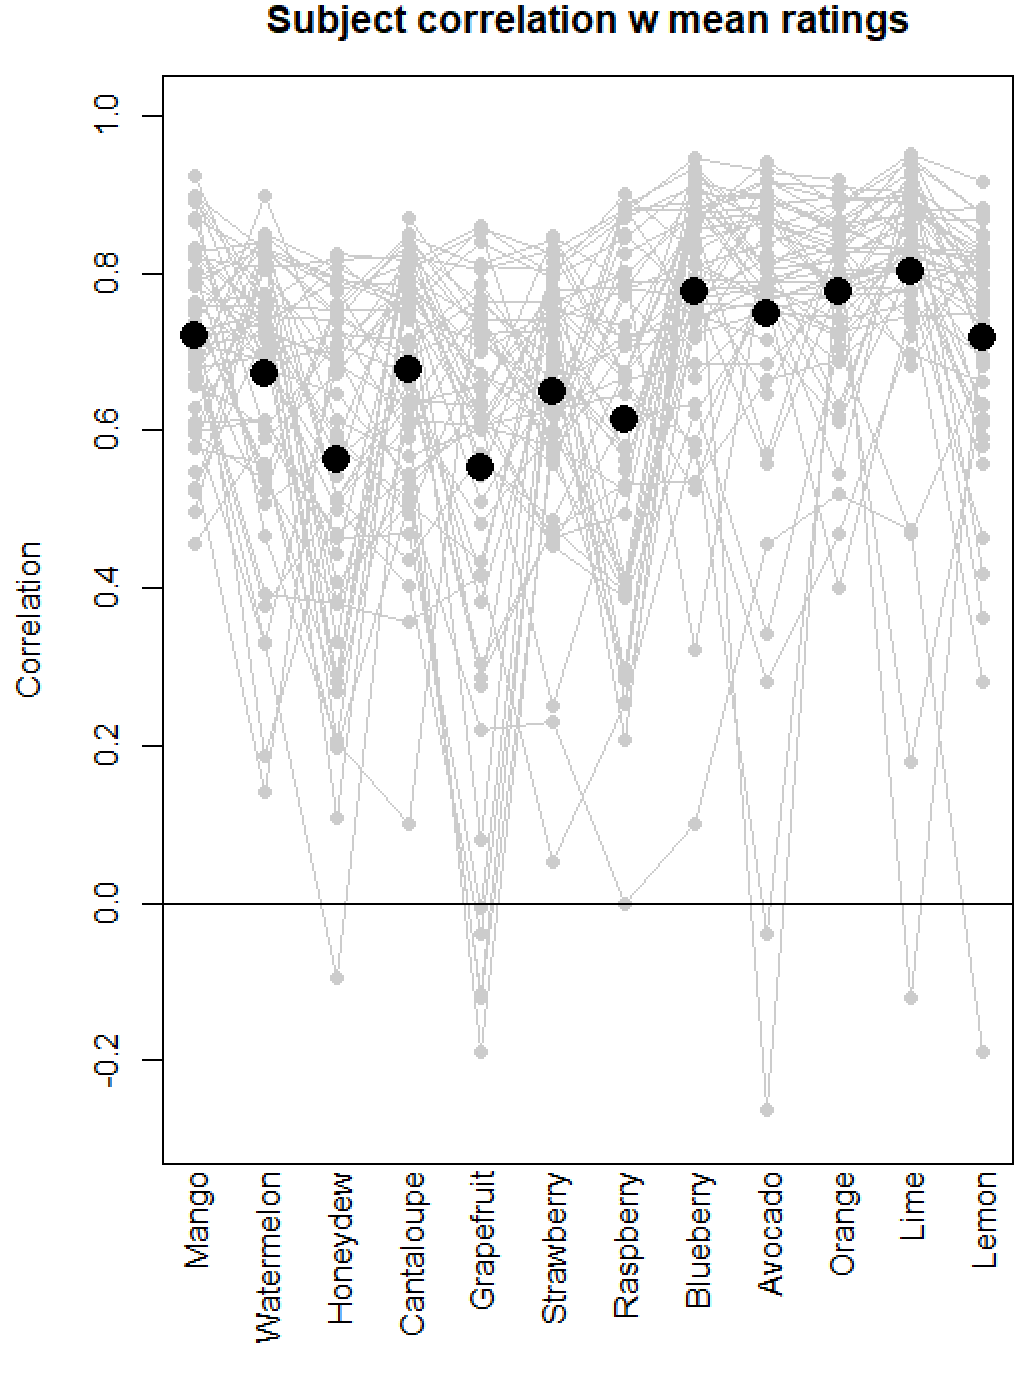 Subject correlation w mean ratings
Correlation
1.0
0.8
0.6
0.4
0.2
0.0
-0.2
Mango
Watermelon
Honeydew
Cantaloupe
Grapefruit
Strawberry
Raspberry
Blueberry
Avocado
Orange
Lime
Lemon